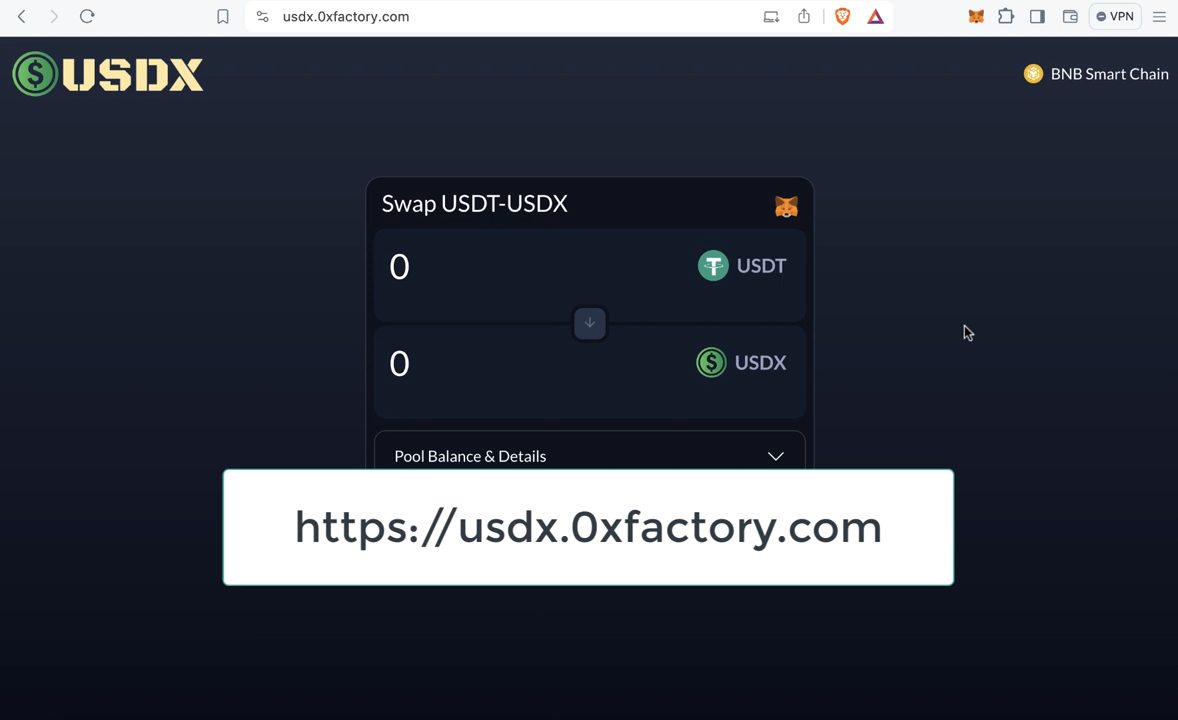 usdx.0xfactory.com
VPN
USDX
BNB Smart Chain
Swap USDT-USDX
0
USDT
0
USDX
Pool Balance & Details
https://usdx.0xfactory.com